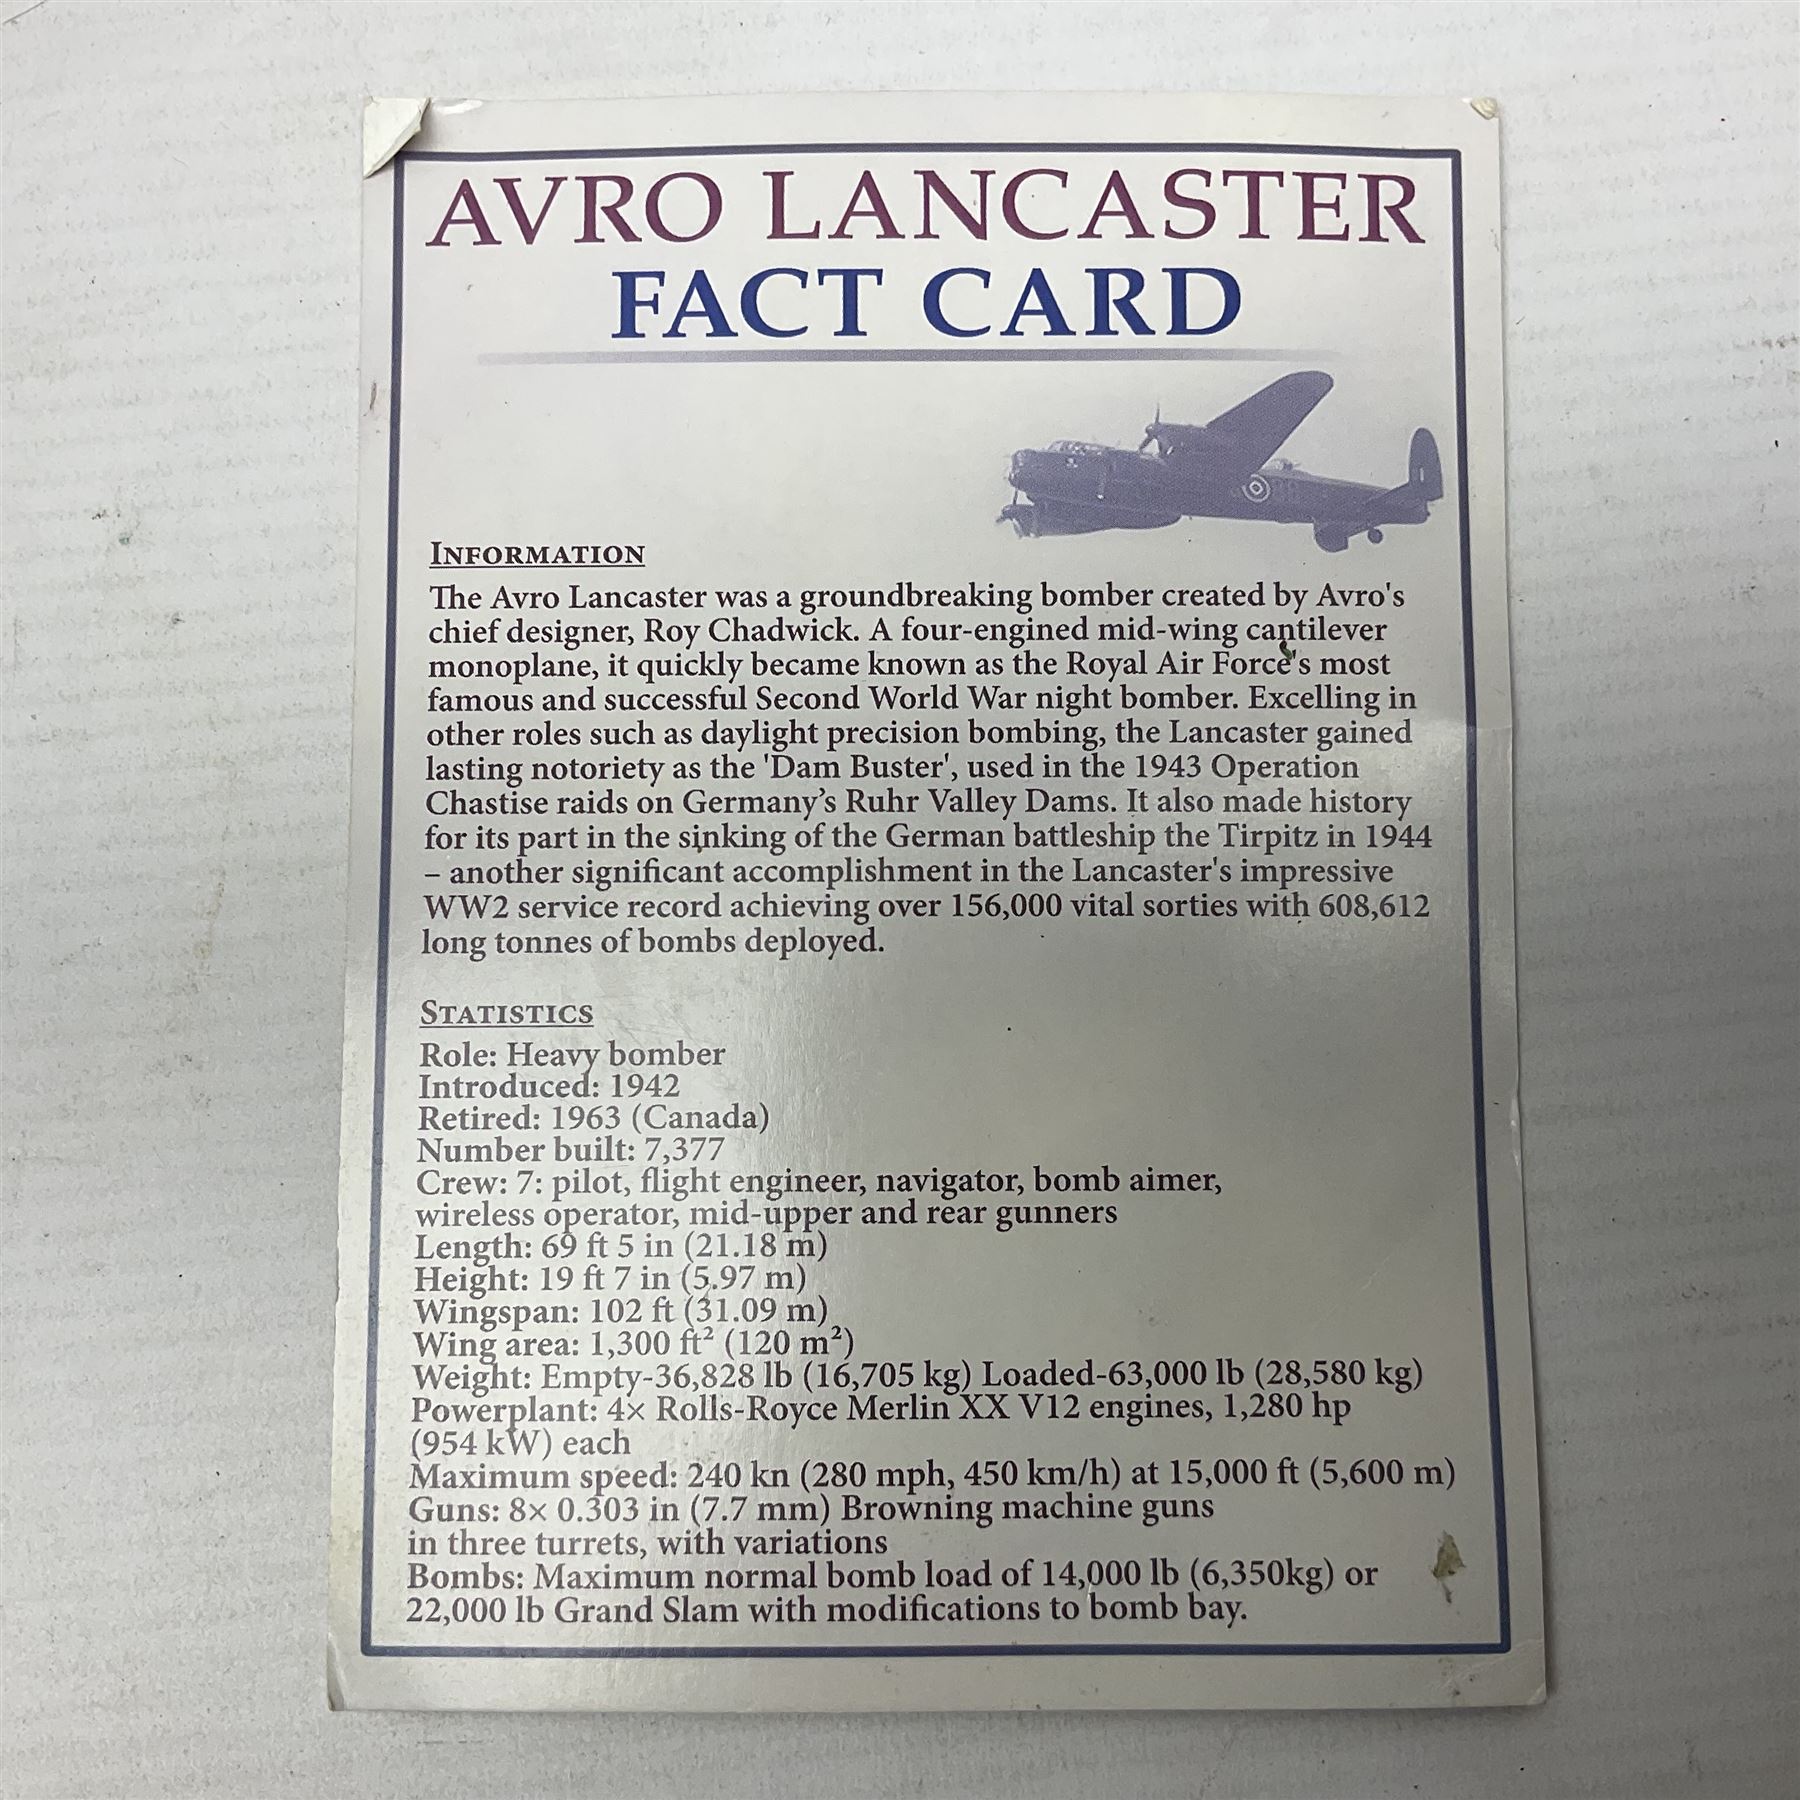 AVRO LANCASTER
FACT CARD
INFORMATION
The Avro Lancaster was a groundbreaking bomber created by Avro's
chief designer, Roy Chadwick. A four-engined mid-wing cantilever
monoplane, it quickly became known as the Royal Air Force's most
famous and successful Second World War night bomber. Excelling in
other roles such as daylight precision bombing, the Lancaster gained
lasting notoriety as the 'Dam Buster', used in the 1943 Operation
Chastise raids on Germany’s Ruhr Valley Dams. It also made history
for its part in the sinking of the German battleship the Tirpitz in 1944
– another significant accomplishment in the Lancaster's impressive
WW2 service record achieving over 156,000 vital sorties with 608,612
long tonnes of bombs deployed.
STATISTICS
Role: Heavy bomber
Introduced: 1942
Retired: 1963 (Canada)
Number built: 7,377
Crew: 7: pilot, flight engineer, navigator, bomb aimer,
wireless operator, mid-upper and rear gunners
Length: 69 ft 5 in (21.18 m)
Height: 19 ft 7 in (5.97 m)
Wingspan: 102 ft (31.09 m)
Wing area: 1,300 ft² (120 m²)
Weight: Empty-36,828 lb (16,705 kg) Loaded-63,000 lb (28,580 kg)
Powerplant: 4× Rolls-Royce Merlin XX V12 engines, 1,280 hp
(954 kW) each
Maximum speed: 240 kn (280 mph, 450 km/h) at 15,000 ft (5,600 m)
Guns: 8× 0.303 in (7.7 mm) Browning machine guns
in three turrets, with variations
Bombs: Maximum normal bomb load of 14,000 lb (6,350kg) or
22,000 lb Grand Slam with modifications to bomb bay.